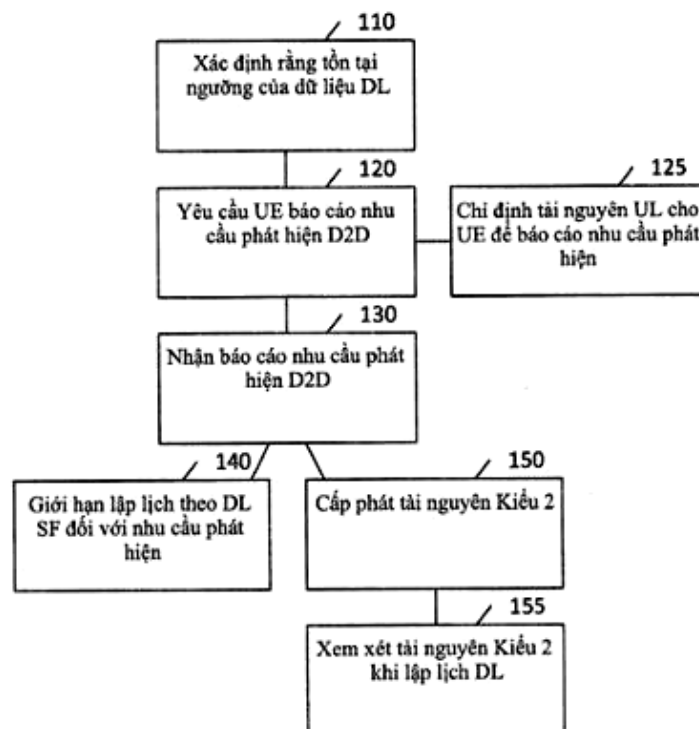 110
Xác định rằng tồn tại
ngưỡng của dữ liệu DL
120
Yêu cầu UE báo cáo nhu
cầu phát hiện D2D
125
Chỉ định tài nguyên UL cho
UE để báo cáo nhu cầu phát
hiện
130
Nhận báo cáo nhu cầu phát
hiện D2D
140
Giới hạn lập lịch theo DL
SF đối với nhu cầu phát
hiện
150
Cấp phát tài nguyên Kiểu 2
155
Xem xét tài nguyên Kiểu 2
khi lập lịch DL